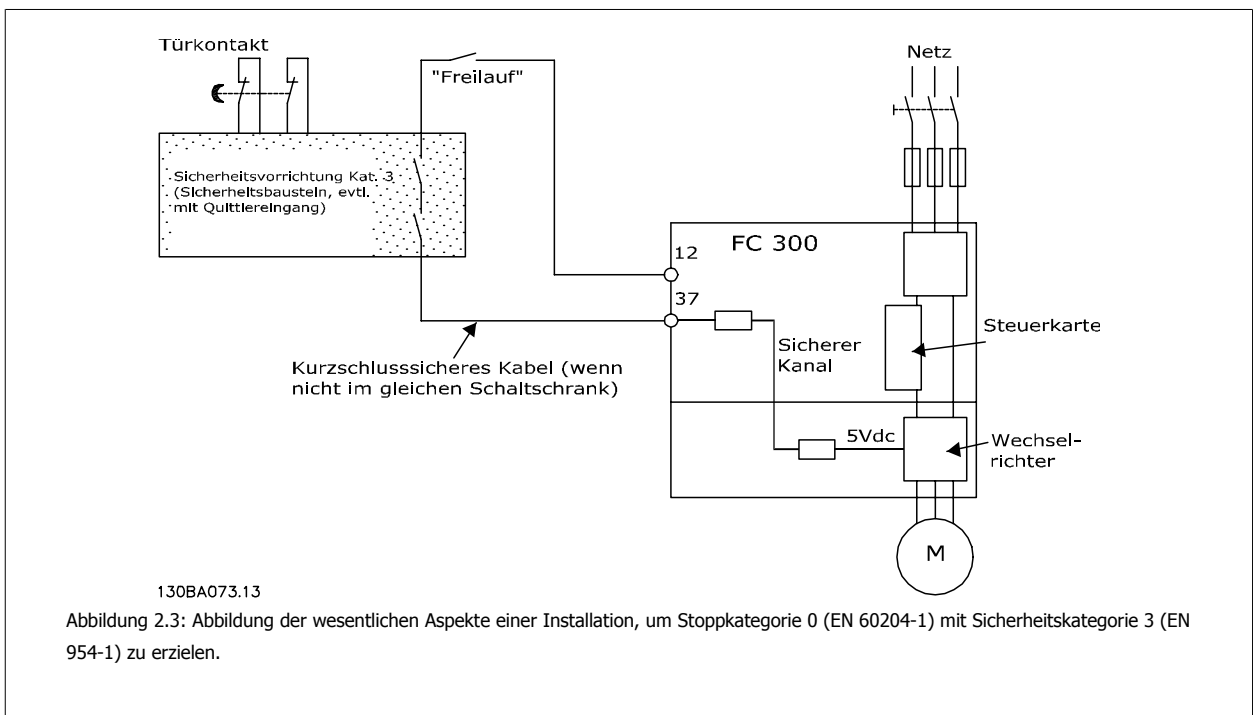 Türkontakt
"Freilauf"
Netz
Sicherheitsvorrichtung Kat. 3
(Sicherheitsbaustein, evtl.
mit Quittiereingang)
12
FC 300
37
Sicherer
Kanal
Steuerkarte
Kurzschlusssicheres Kabel (wenn
nicht im gleichen Schaltschrank)
5Vdc
Wechsel-
richter
M
130BA073.13
Abbildung 2.3: Abbildung der wesentlichen Aspekte einer Installation, um Stoppkategorie 0 (EN 60204-1) mit Sicherheitskategorie 3 (EN
954-1) zu erzielen.